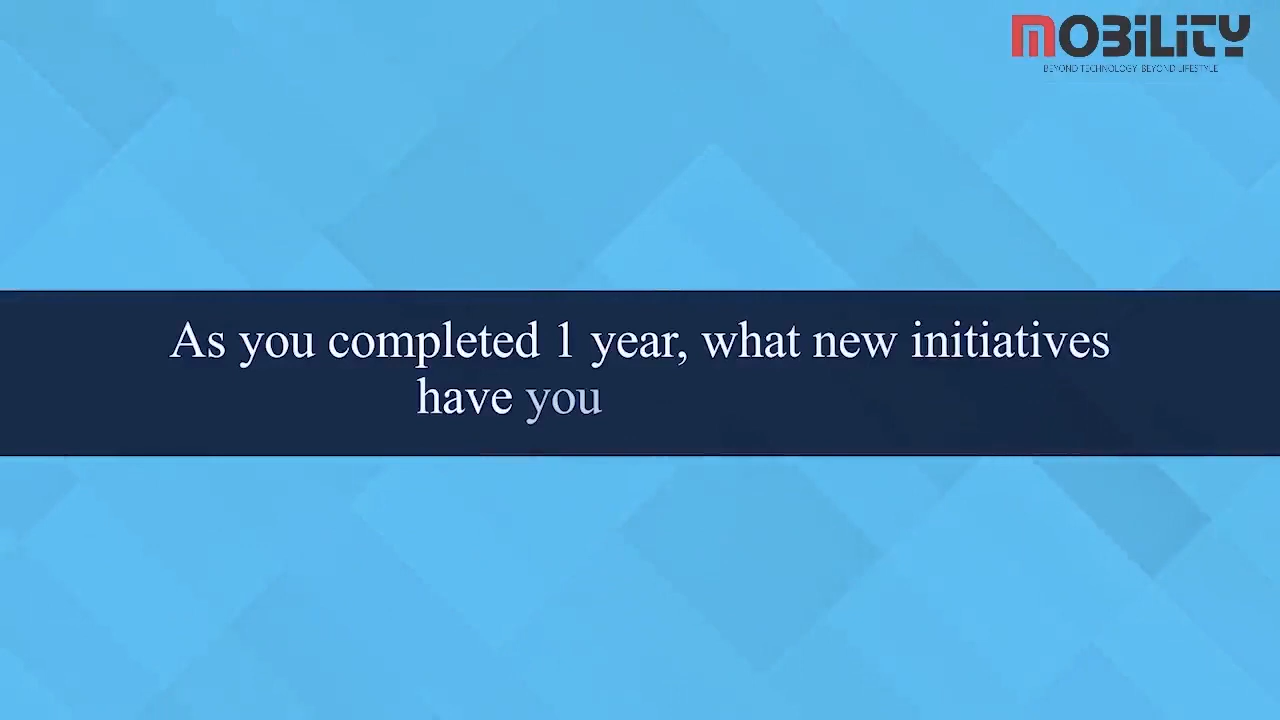 MOBILITY
BEYOND TECHNOLOGY BEYOND LIFESTYLE
As you completed 1 year, what new initiatives
have you